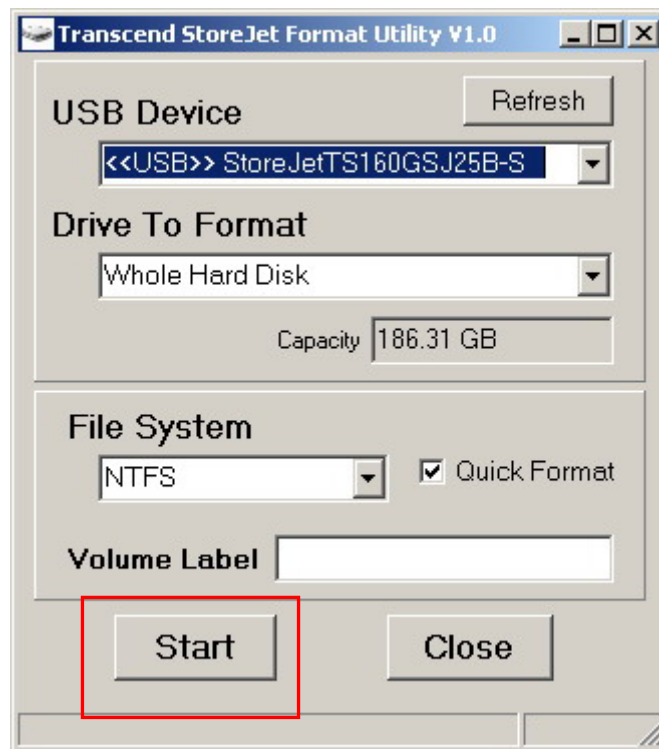 Transcend StoreJet Format Utility V1.0
USB Device
Refresh
<<USB>> StoreJetTS160GSJ25B-S
Drive To Format
Whole Hard Disk
Capacity 186.31 GB
File System
NTFS
Quick Format
Volume Label
Start
Close